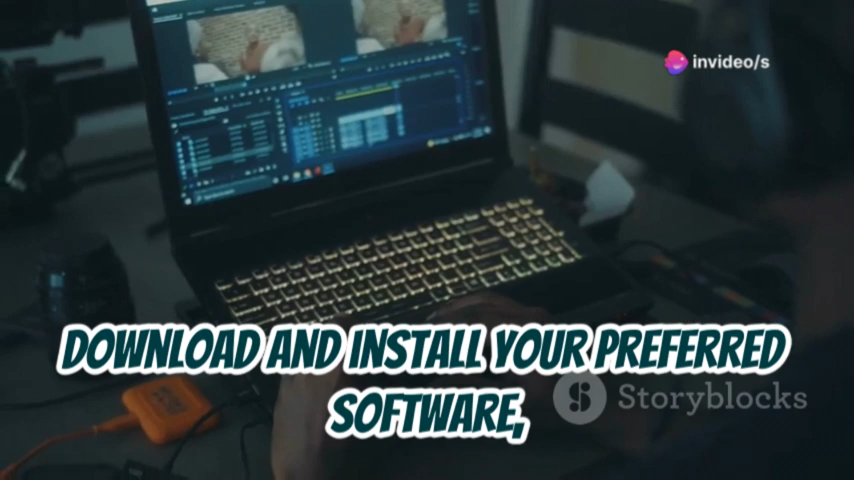 invideo/s
DOWNLOAD AND INSTALL YOUR PREFERRED
SOFTWARE,
Storyblocks